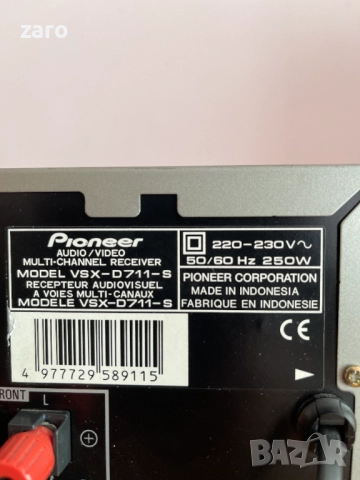 zaro
Pioneer
AUDIO/VIDEO
MULTI-CHANNEL RECEIVER
MODEL VSX-D711-S
RECEPTEUR AUDIOVISUEL
A VOIES MULTI-CANAUX
MODELE VSX-D711-S
220-230V~
50/60 Hz 250W
PIONEER CORPORATION
MADE IN INDONESIA
FABRIQUE EN INDONESIE
CE
4 977729 589115
FRONT
L
+
BAZAR